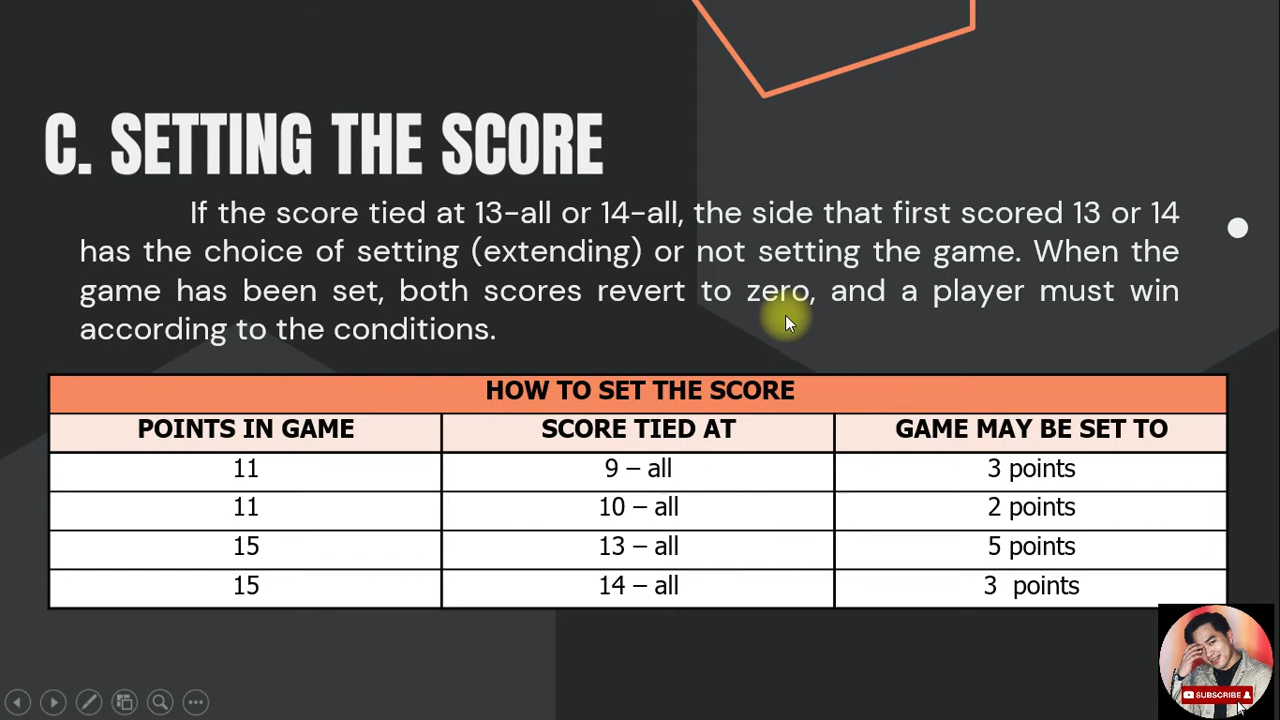 C. SETTING THE SCORE
If the score tied at 13-all or 14-all, the side that first scored 13 or 14
has the choice of setting (extending) or not setting the game. When the
game has been set, both scores revert to zero, and a player must win
according to the conditions.
HOW TO SET THE SCORE
POINTS IN GAME SCORE TIED AT GAME MAY BE SET TO
11 9 – all 3 points
11 10 – all 2 points
15 13 – all 5 points
15 14 – all 3 points
SUBSCRIBE